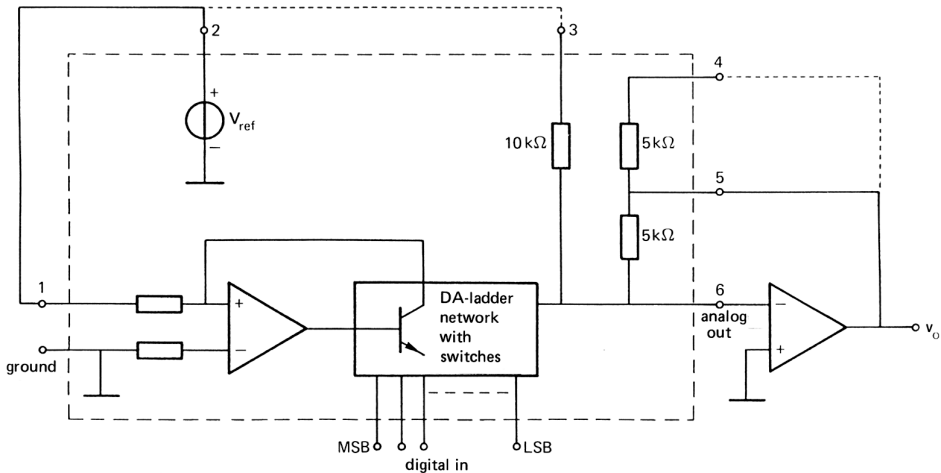 2
3
4
+
V ref
−
10 kΩ
5 kΩ
5
5 kΩ
1
+
−
ground
DA-ladder
network
with
switches
6
analog
out
−
+
v o
MSB
digital in
LSB